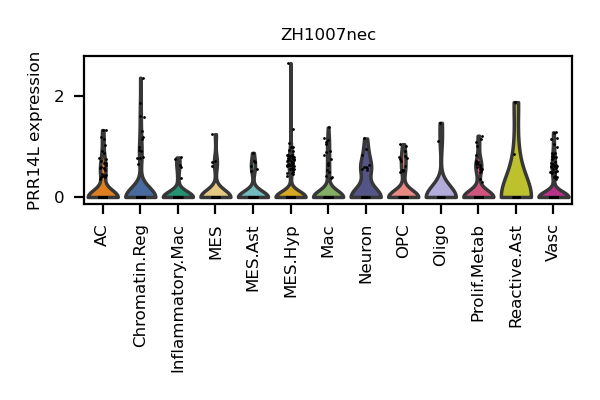 ZH1007nec
PRR14L expression
2
0
AC
Chromatin.Reg
Inflammatory.Mac
MES
MES.Ast
MES.Hyp
Mac
Neuron
OPC
Oligo
Prolif.Metab
Reactive.Ast
Vasc